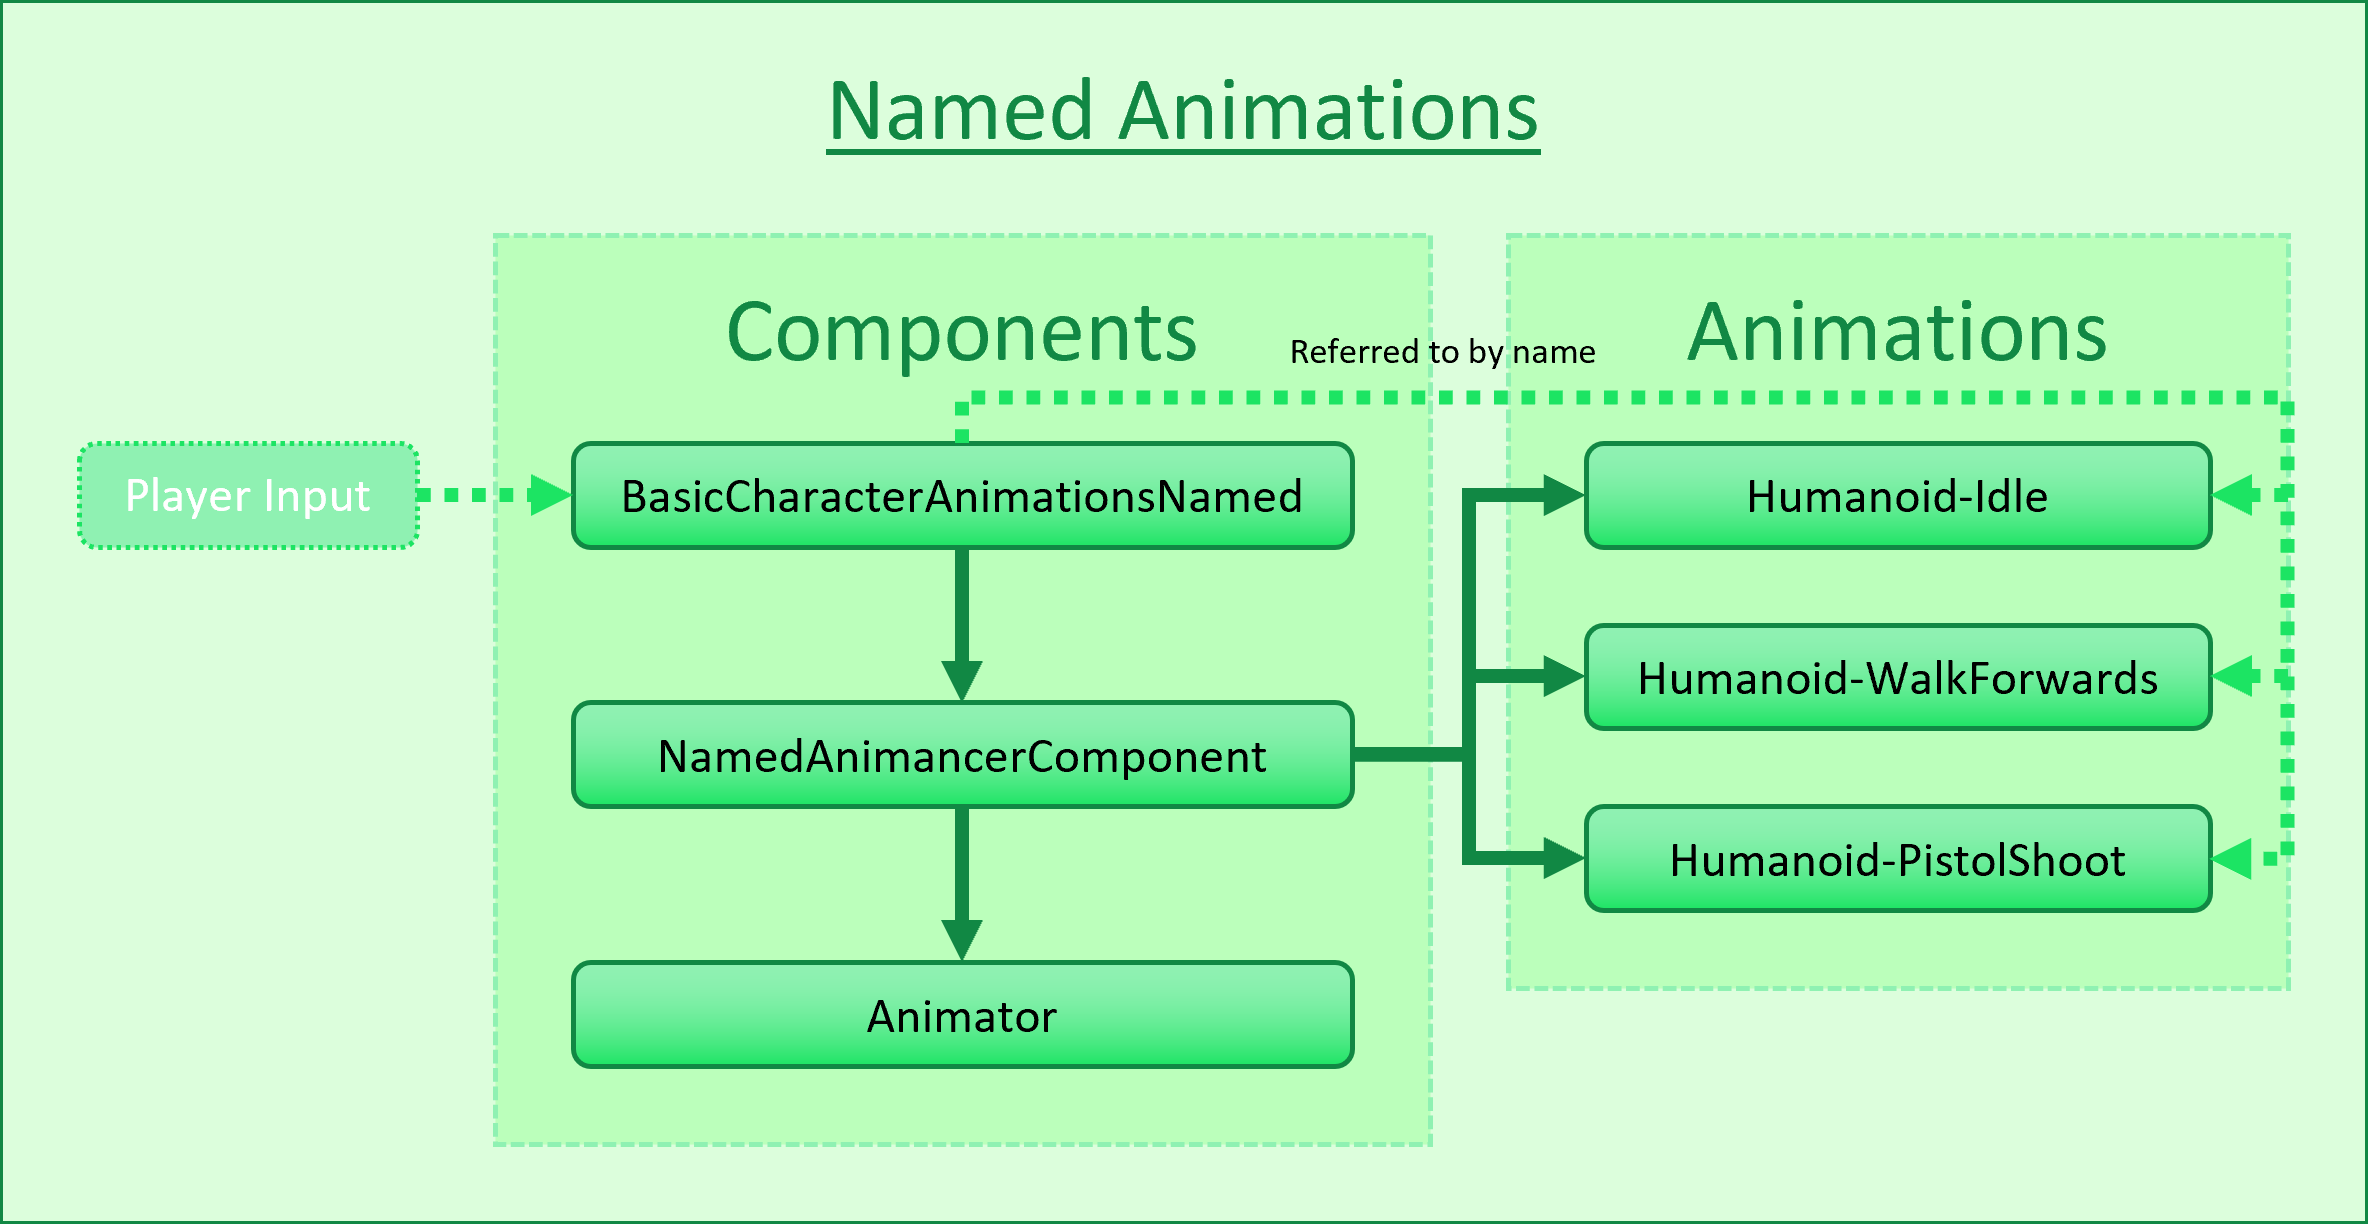 Named Animations
Components
Animations
Referred to by name
Player Input
BasicCharacterAnimationsNamed
Humanoid-Idle
Humanoid-WalkForwards
NamedAnimancerComponent
Humanoid-PistolShoot
Animator